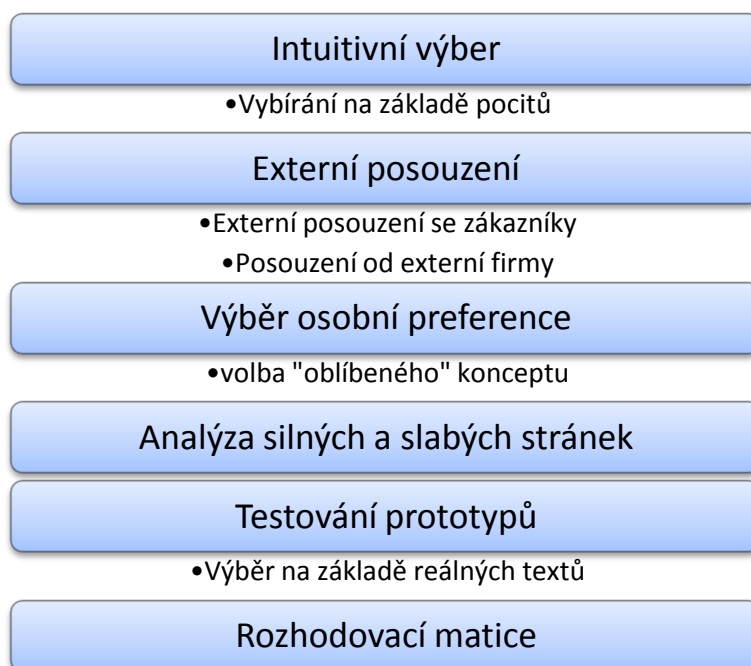 Intuitivní výber
•Vybírání na základě pocitů
Externí posouzení
•Externí posouzení se zákazníky
•Posouzení od externí firmy
Výběr osobní preference
•volba "oblíbeného" konceptu
Analýza silných a slabých stránek
Testování prototypů
•Výběr na základě reálných textů
Rozhodovací matice